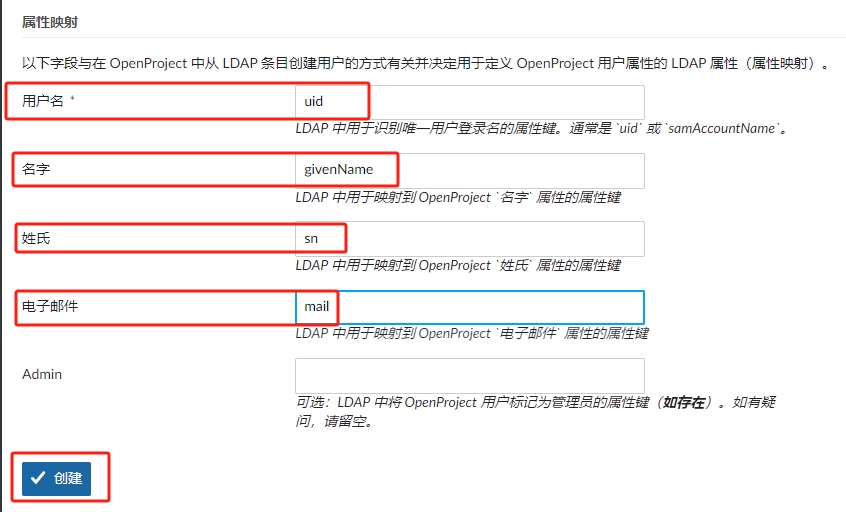 属性映射
以下字段与在 OpenProject 中从 LDAP 条目创建用户的方式有关并决定用于定义 OpenProject 用户属性的 LDAP 属性（属性映射）。
用户名 * uid
LDAP 中用于识别唯一用户登录名的属性键。通常是 `uid` 或 `samAccountName`。
名字 givenName
LDAP 中用于映射到 OpenProject `名字` 属性的属性键
姓氏 sn
LDAP 中用于映射到 OpenProject `姓氏` 属性的属性键
电子邮件 mail
LDAP 中用于映射到 OpenProject `电子邮件` 属性的属性键
Admin
可选：LDAP 中将 OpenProject 用户标记为管理员的属性键（如存在）。如有疑
问，请留空。
创建